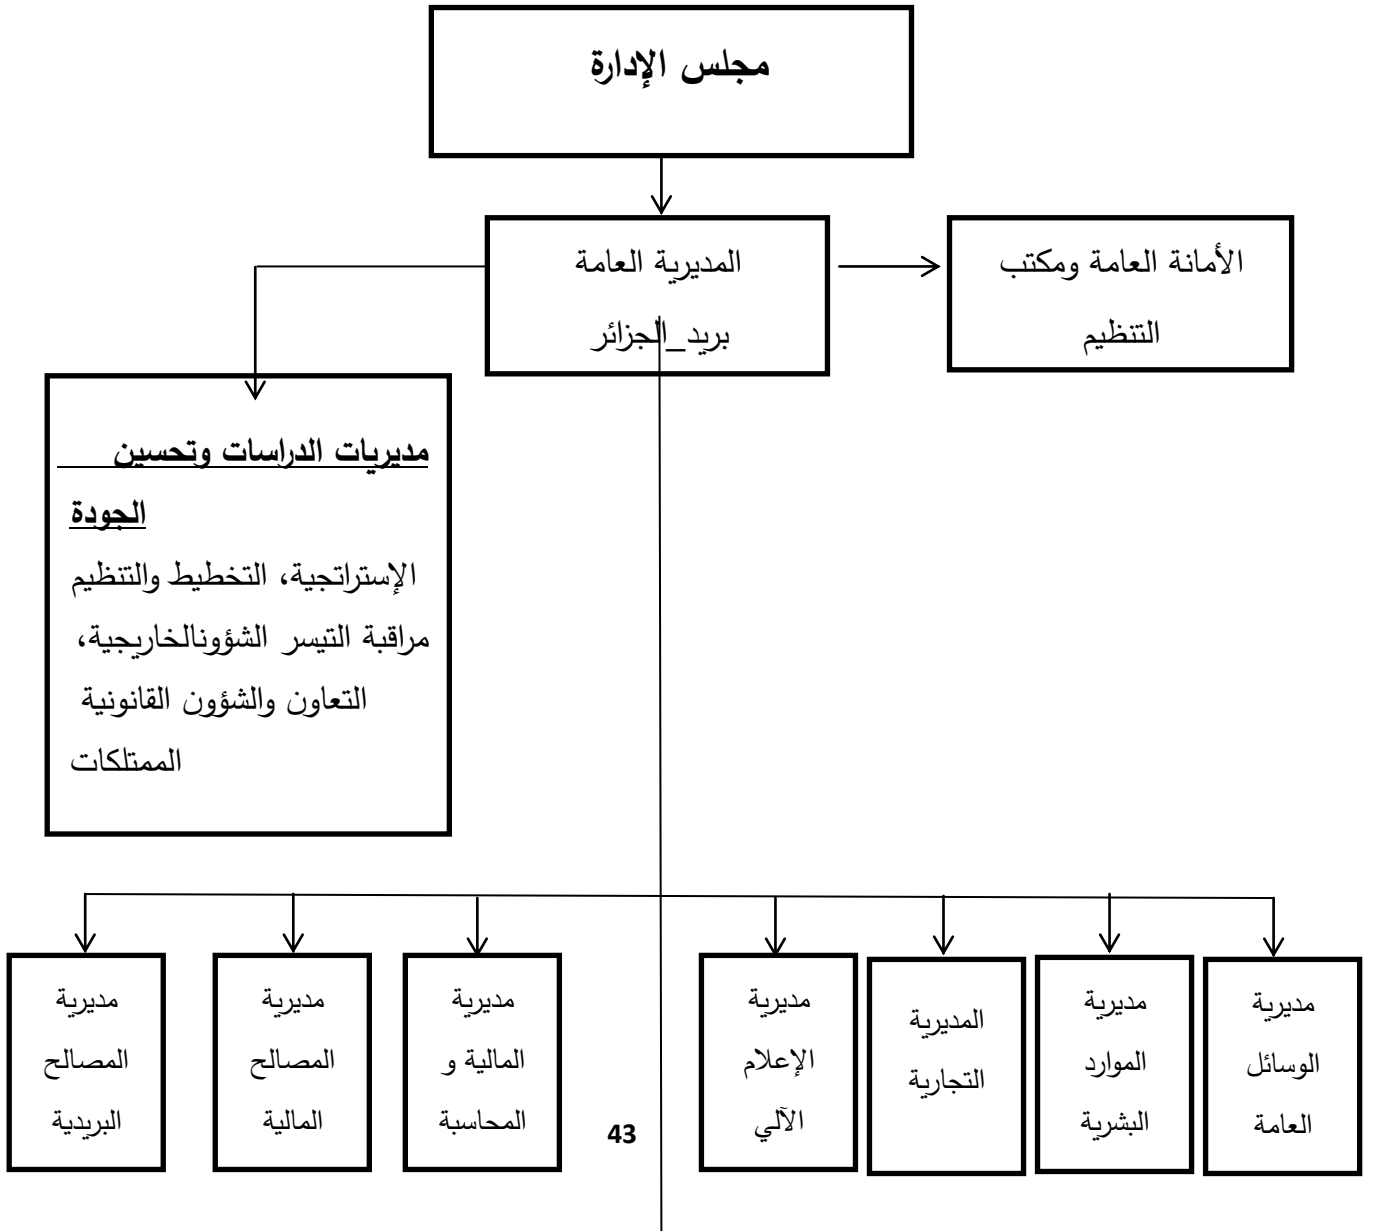 مجلس الإدارة
المديرية العامة
بريد_الجزائر
الأمانة العامة ومكتب
التنظيم
مديريات الدراسات وتحسين
الجودة
الإستراتجية، التخطيط والتنظيم
مراقبة التيسر الشؤونالخاريجية،
التعاون والشؤون القانونية
الممتلكات
مديرية
الوسائل
العامة
مديرية
الموارد
البشرية
المديرية
التجارية
مديرية
الإعلام
الآلي
مديرية
المالية و
المحاسبة
مديرية
المصالح
المالية
مديرية
المصالح
البريدية
43